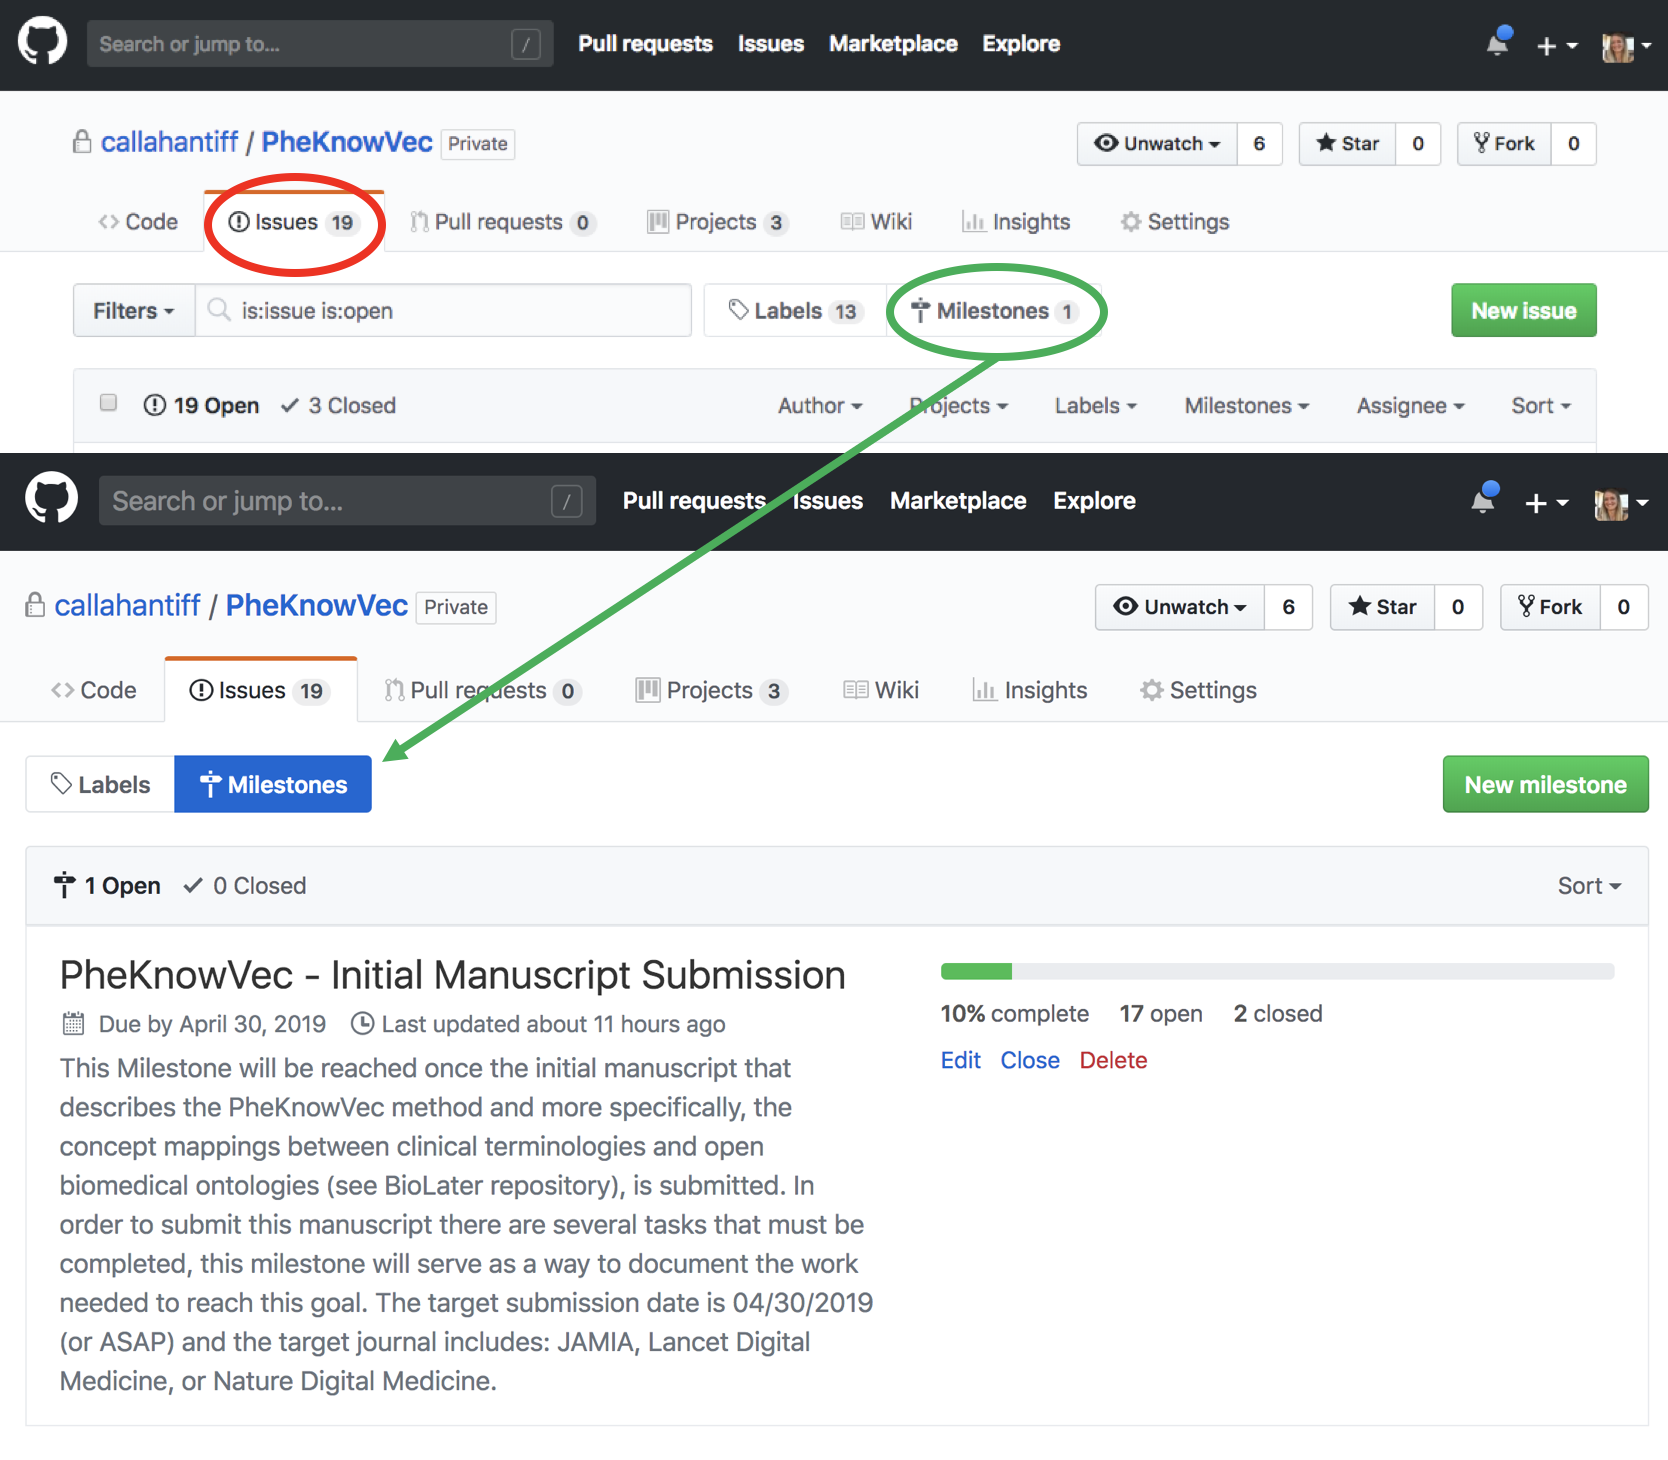 Search or jump to... / Pull requests Issues Marketplace Explore
callahantiff / PheKnowVec Private Unwatch 6 Star 0 Fork 0
Code Issues 19 Pull requests 0 Projects 3 Wiki Insights Settings
Filters is:issue is:open Labels 13 Milestones 1 New issue
19 Open 3 Closed Author Projects Labels Milestones Assignee Sort
Search or jump to... / Pull requests Issues Marketplace Explore
callahantiff / PheKnowVec Private Unwatch 6 Star 0 Fork 0
Code Issues 19 Pull requests 0 Projects 3 Wiki Insights Settings
Labels Milestones New milestone
1 Open 0 Closed Sort
PheKnowVec - Initial Manuscript Submission
Due by April 30, 2019 Last updated about 11 hours ago
This Milestone will be reached once the initial manuscript that
describes the PheKnowVec method and more specifically, the
concept mappings between clinical terminologies and open
biomedical ontologies (see BioLater repository), is submitted. In
order to submit this manuscript there are several tasks that must be
completed, this milestone will serve as a way to document the work
needed to reach this goal. The target submission date is 04/30/2019
(or ASAP) and the target journal includes: JAMIA, Lancet Digital
Medicine, or Nature Digital Medicine.
10% complete 17 open 2 closed
Edit Close Delete